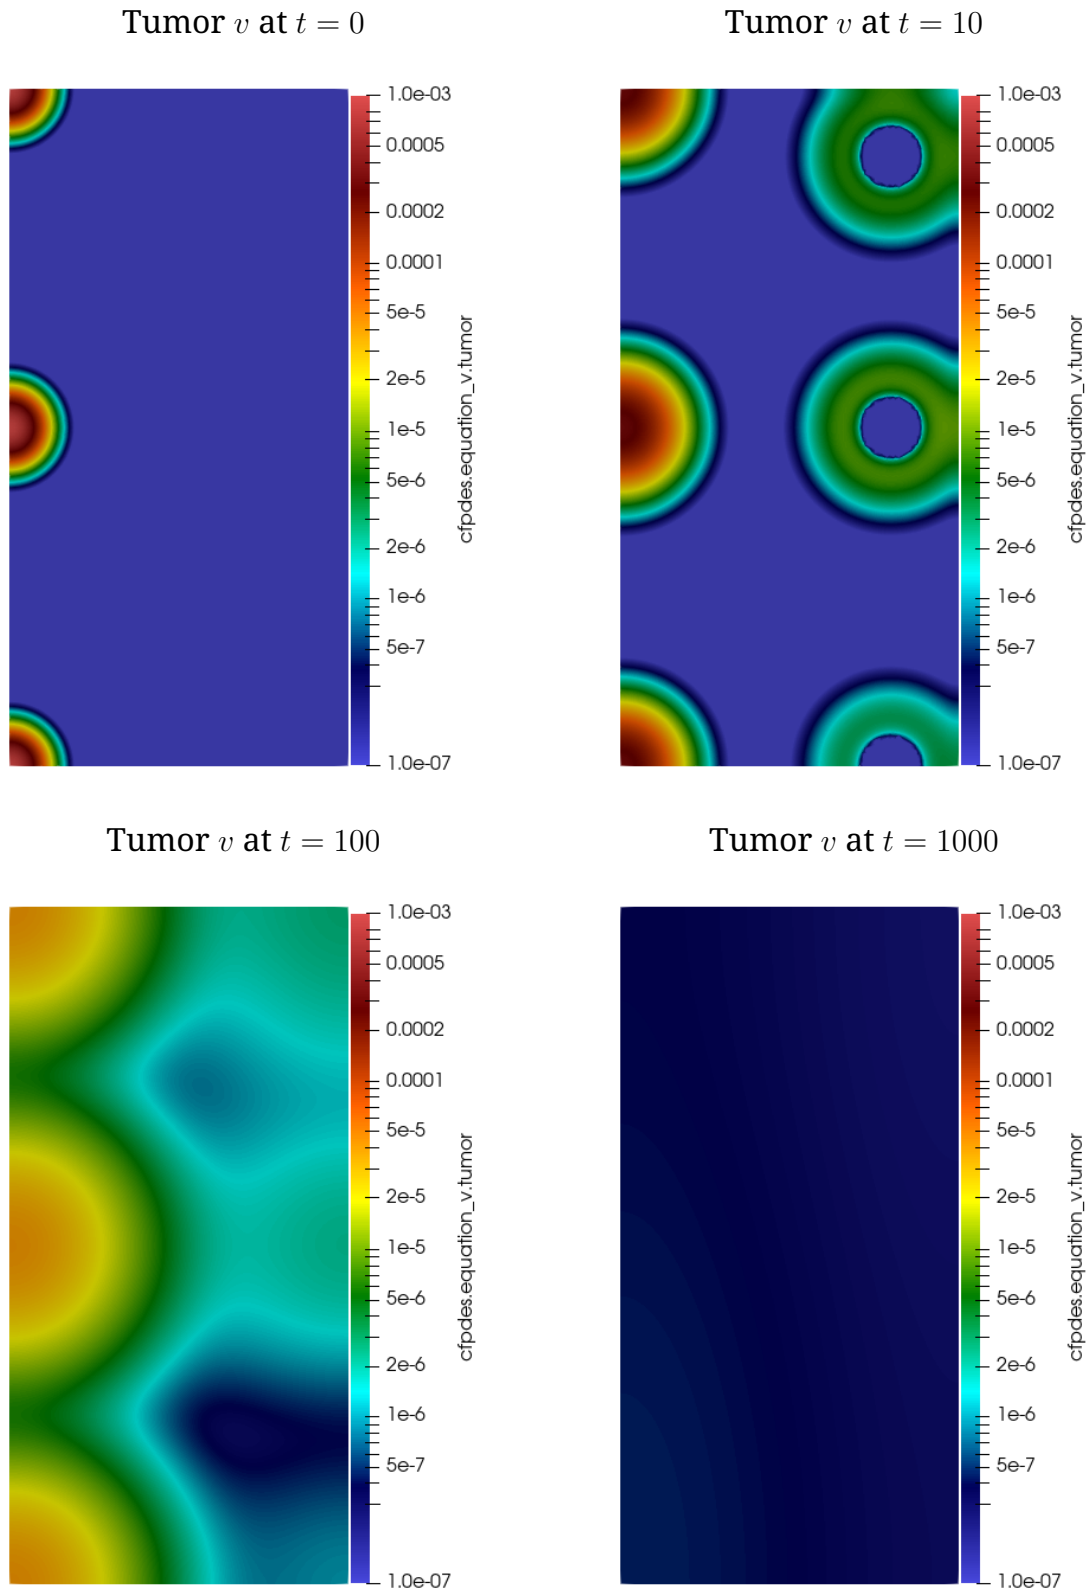 Tumor v at t = 0
1.0e-03
0.0005
0.0002
0.0001
5e-5
2e-5
1e-5
5e-6
2e-6
1e-6
5e-7
1.0e-07
cfpdes.equation_v.tumor
Tumor v at t = 10
1.0e-03
0.0005
0.0002
0.0001
5e-5
2e-5
1e-5
5e-6
2e-6
1e-6
5e-7
1.0e-07
cfpdes.equation_v.tumor
Tumor v at t = 100
1.0e-03
0.0005
0.0002
0.0001
5e-5
2e-5
1e-5
5e-6
2e-6
1e-6
5e-7
1.0e-07
cfpdes.equation_v.tumor
Tumor v at t = 1000
1.0e-03
0.0005
0.0002
0.0001
5e-5
2e-5
1e-5
5e-6
2e-6
1e-6
5e-7
1.0e-07
cfpdes.equation_v.tumor